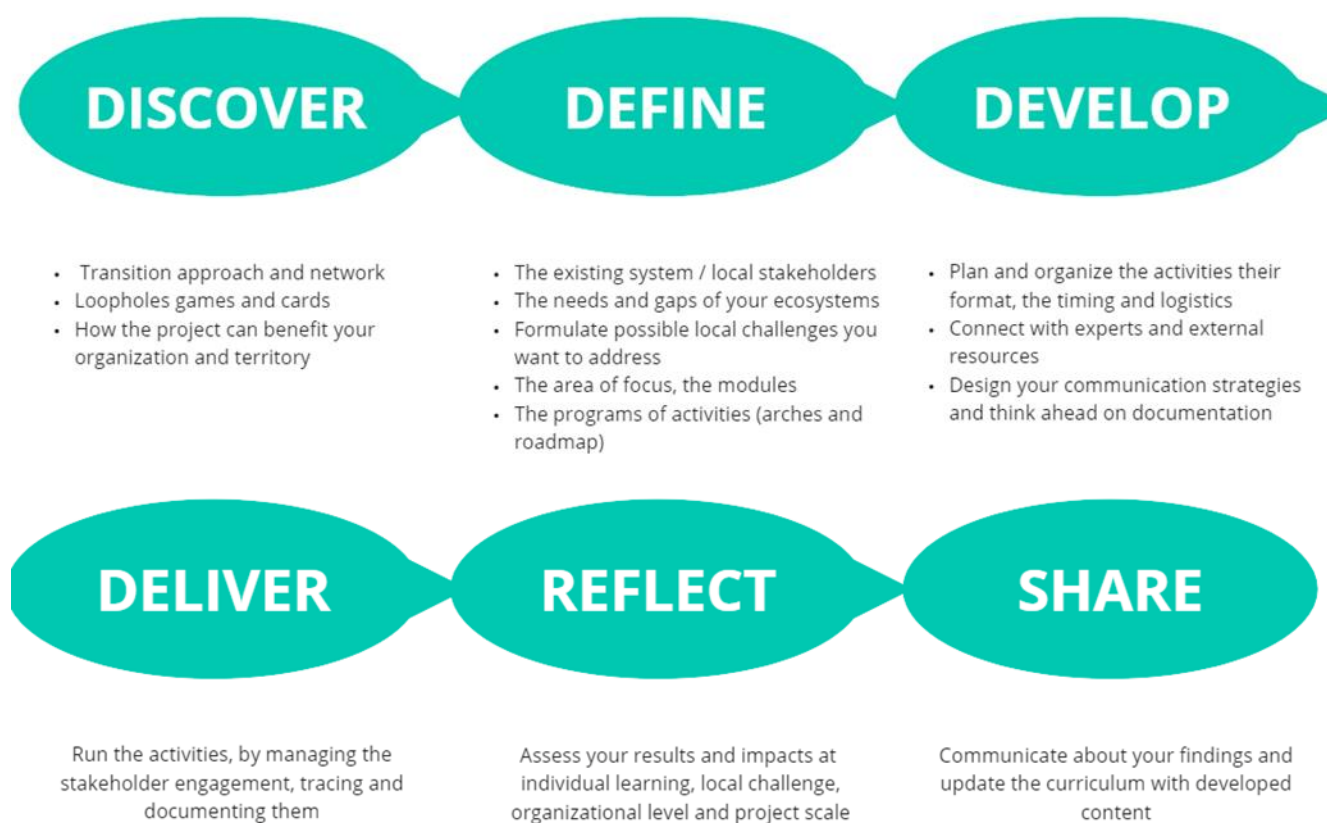 DISCOVER
DEFINE
DEVELOP
• Transition approach and network
• Loopholes games and cards
• How the project can benefit your
organization and territory
• The existing system / local stakeholders
• The needs and gaps of your ecosystems
• Formulate possible local challenges you
want to address
• The area of focus, the modules
• The programs of activities (arches and
roadmap)
• Plan and organize the activities their
format, the timing and logistics
• Connect with experts and external
resources
• Design your communication strategies
and think ahead on documentation
DELIVER
REFLECT
SHARE
Run the activities, by managing the
stakeholder engagement, tracing and
documenting them
Assess your results and impacts at
individual learning, local challenge,
organizational level and project scale
Communicate about your findings and
update the curriculum with developed
content